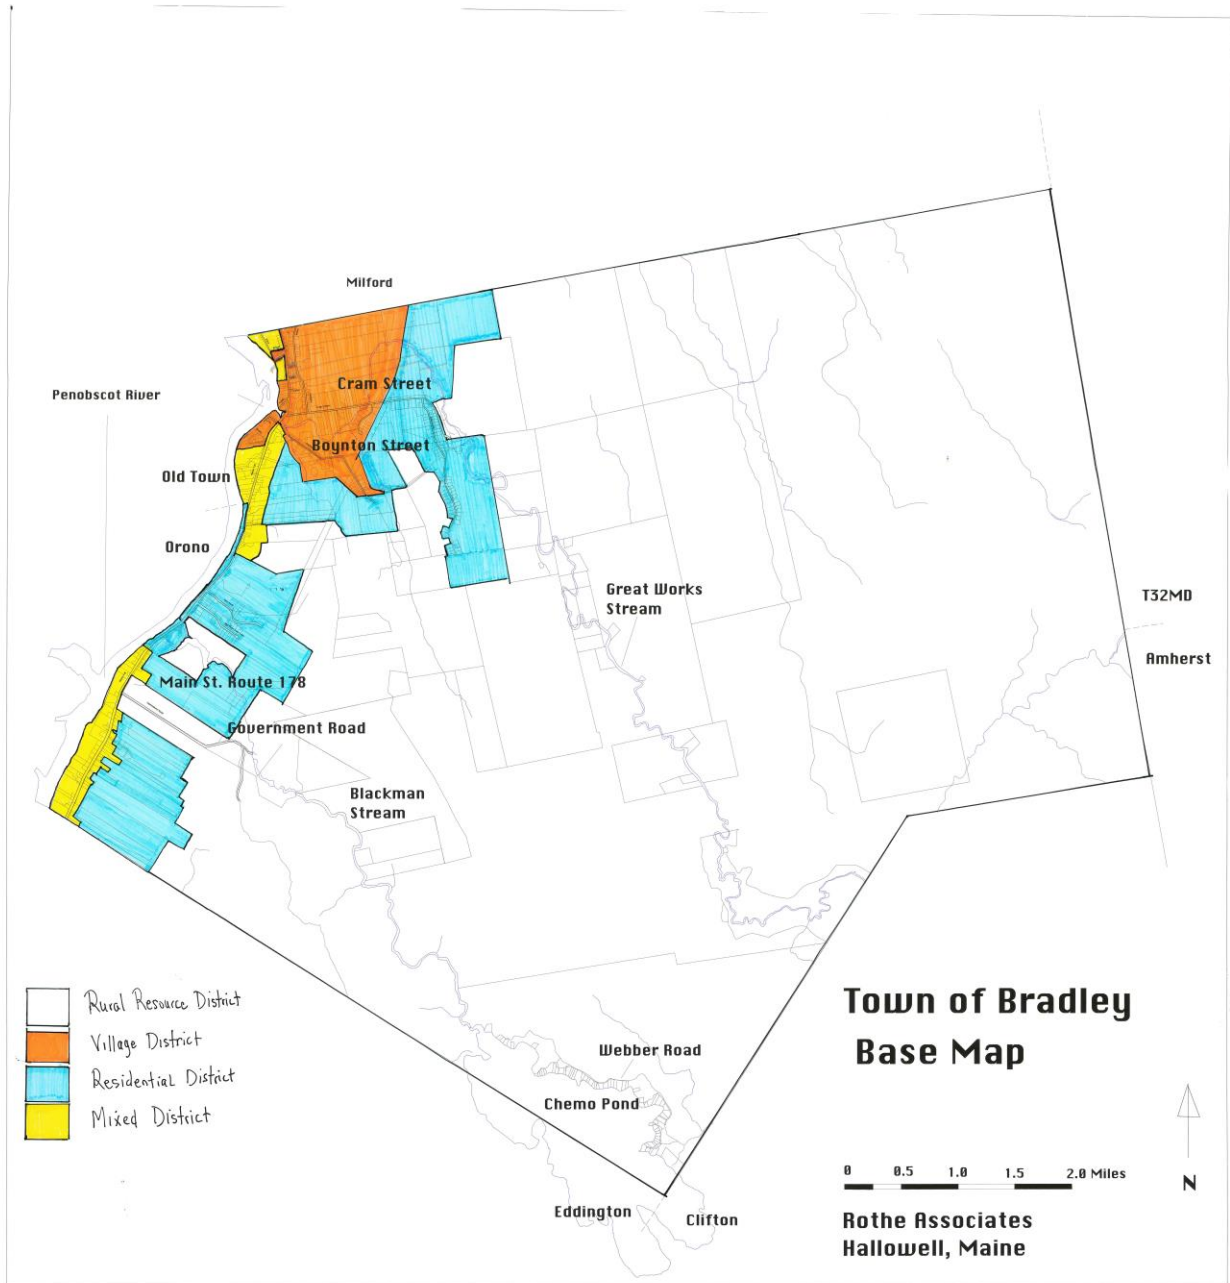 Milford
Cram Street
Penobscot River
Boynton Street
Old Town
Orono
Great Works
Stream
T32MD
Amherst
Main St. Route 178
Government Road
Blackman
Stream
Rural Resource District
Village District
Residential District
Mixed District
Town of Bradley
Base Map
Webber Road
Chemo Pond
0 0.5 1.0 1.5 2.0 Miles
N
Eddington
Clifton
Rothe Associates
Hallowell, Maine